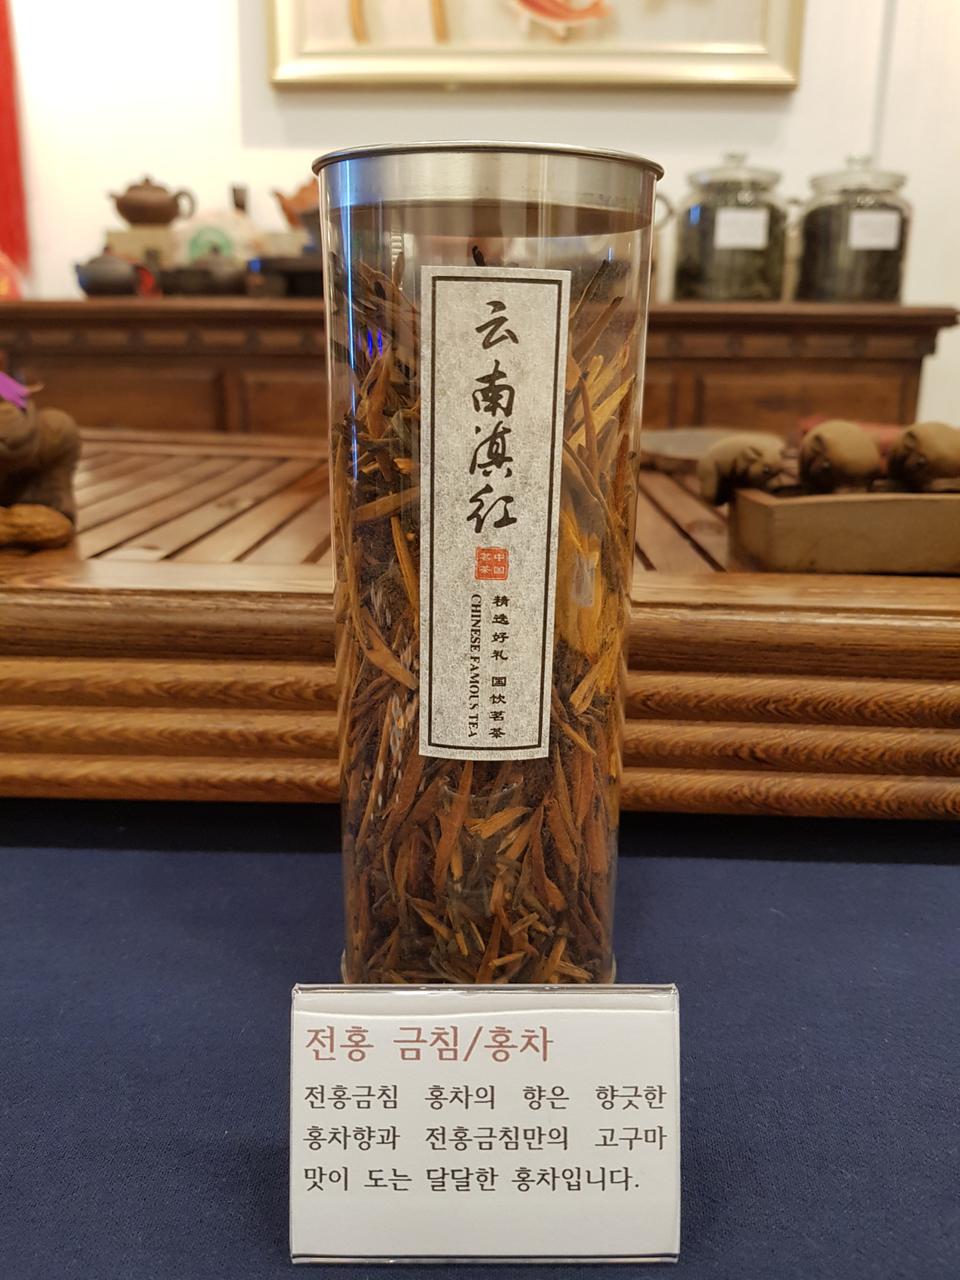 云南滇红
中国
茗茶
精选好礼 国饮茗茶
CHINESE FAMOUS TEA
전홍 금침/홍차
전홍금침 홍차의 향은 향긋한
홍차향과 전홍금침만의 고구마
맛이 도는 달달한 홍차입니다.